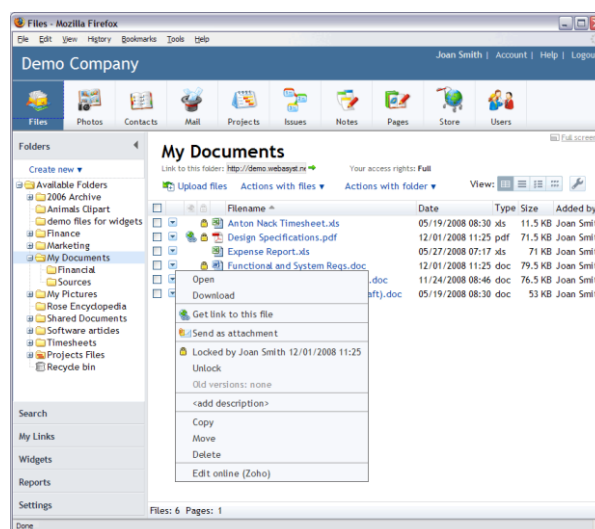 Files - Mozilla Firefox
File Edit View History Bookmarks Tools Help
Demo Company
Joan Smith | Account | Help | Logou
Files Photos Contacts Mail Projects Issues Notes Pages Store Users
Full screen
Folders
My Documents
Link to this folder: http://demo.webasyst.ne Your access rights: Full
Create new ▼
Upload files Actions with files ▼ Actions with folder ▼ View:
Available Folders
2006 Archive
Animals Clipart
demo files for widgets
Finance
Marketing
My Documents
Financial
Sources
My Pictures
Rose Encyclopedia
Shared Documents
Software articles
Timesheets
Projects Files
Recycle bin
Filename Date Type Size Added by
Anton Nack Timesheet.xls 05/19/2008 08:30 xls 11.5 KB Joan Smit
Design Specifications.pdf 12/01/2008 11:25 pdf 71.5 KB Joan Smit
Expense Report.xls 05/27/2008 07:17 xls 71 KB Joan Smit
Functional and System Reqs.doc 12/01/2008 11:25 doc 79.5 KB Joan Smit
.doc 11/24/2008 08:46 doc 76.5 KB Joan Smit
aft).doc 05/19/2008 08:30 doc 53 KB Joan Smit
Open
Download
Get link to this file
Send as attachment
Locked by Joan Smith 12/01/2008 11:25
Unlock
Old versions: none
<add description>
Copy
Move
Delete
Edit online (Zoho)
Search
My Links
Widgets
Reports
Settings
Files: 6 Pages: 1
Done